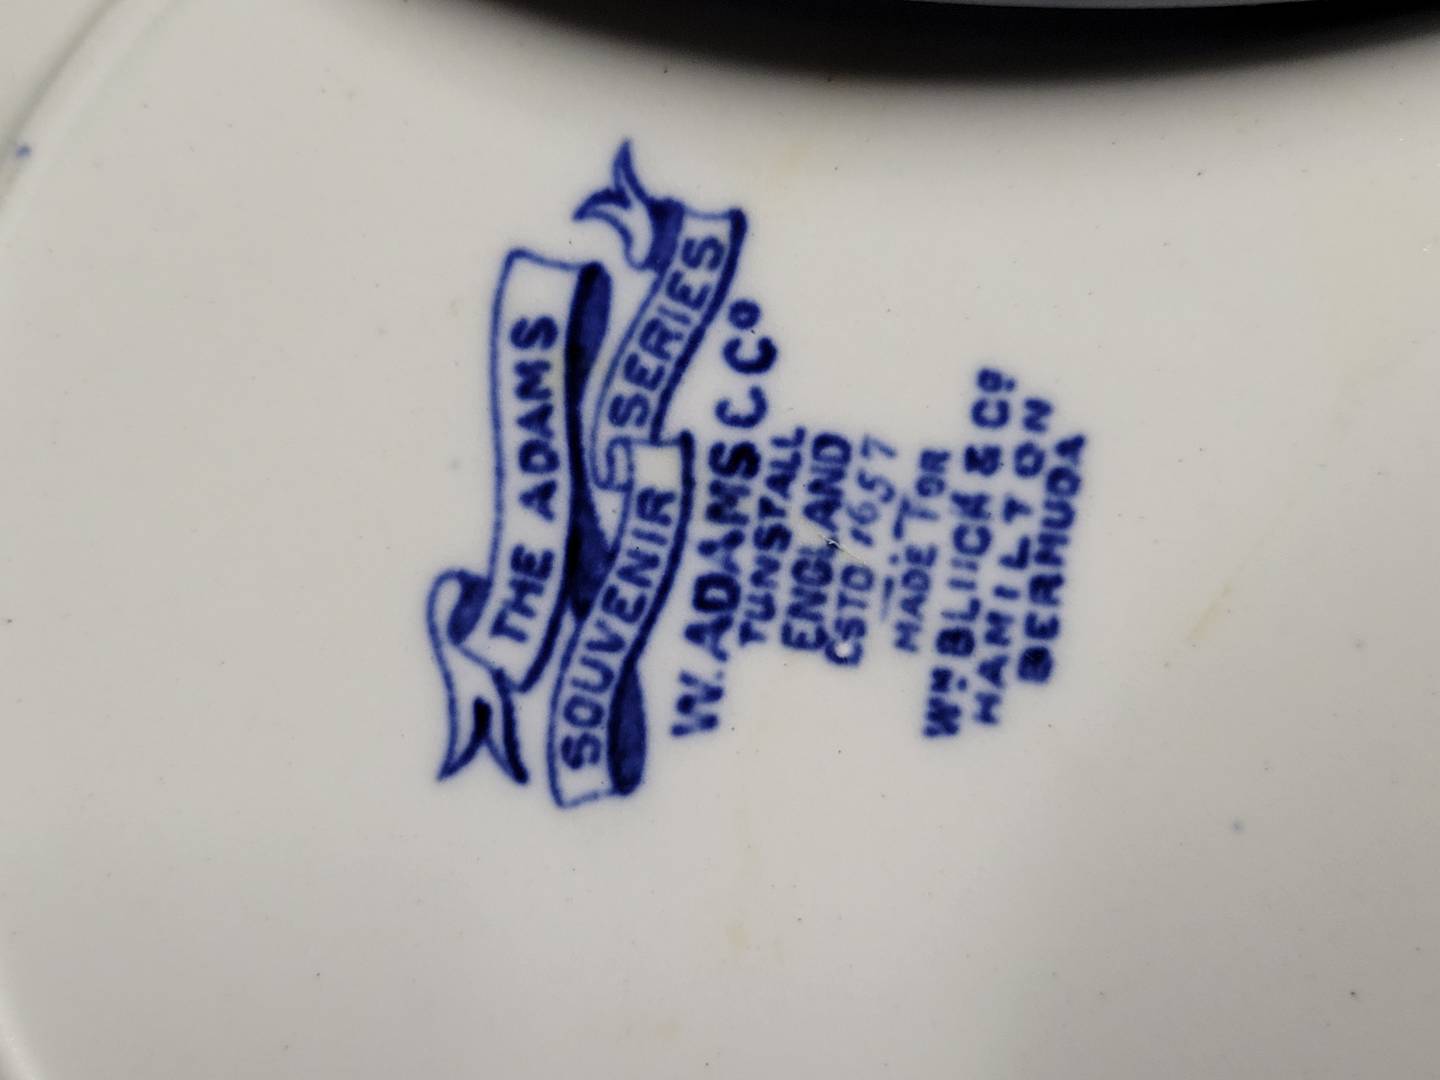 THE ADAMS
SOUVENIR SERIES
W. ADAMS & Cº
TUNSTALL
ENGLAND
ESTD 1657
MADE FOR
Wᴹ BLUCK & Cº
HAMILTON
BERMUDA